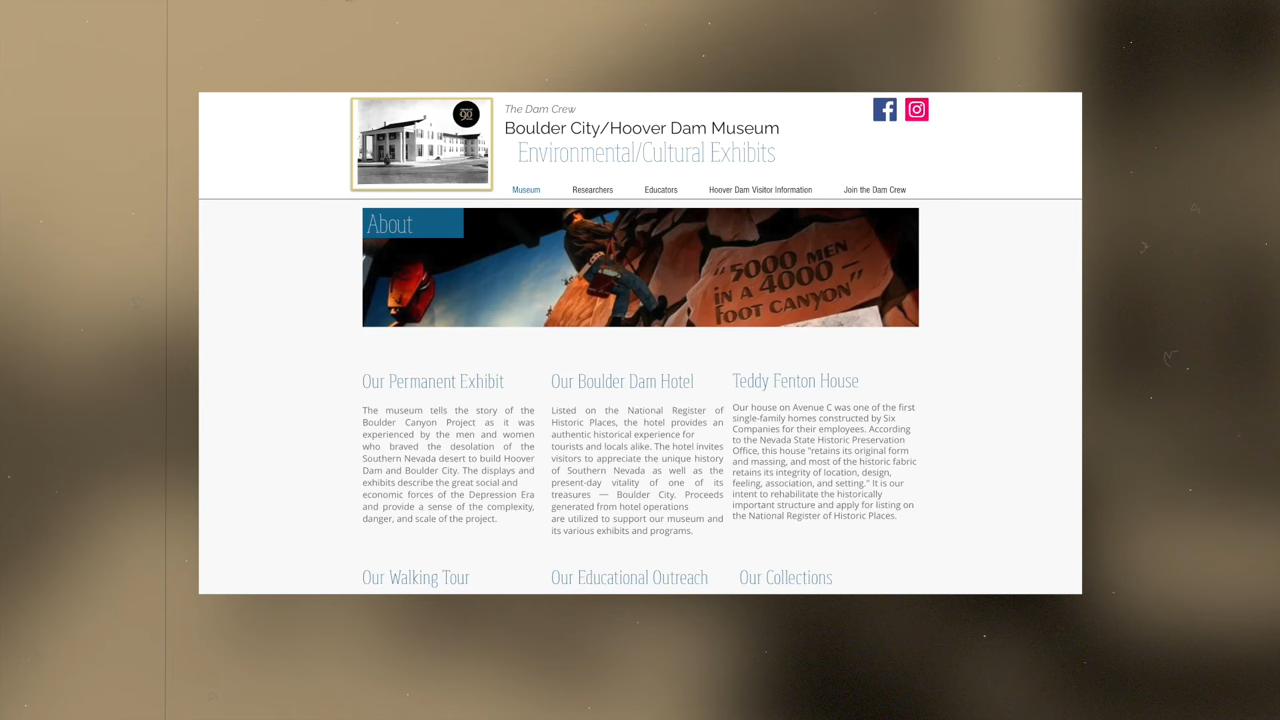 The Dam Crew
Boulder City/Hoover Dam Museum
Environmental/Cultural Exhibits
Museum Researchers Educators Hoover Dam Visitor Information Join the Dam Crew
About
"5000 MEN
IN A 4000 —
FOOT CANYON"
Our Permanent Exhibit
The museum tells the story of the
Boulder Canyon Project as it was
experienced by the men and women
who braved the desolation of the
Southern Nevada desert to build Hoover
Dam and Boulder City. The displays and
exhibits describe the great social and
economic forces of the Depression Era
and provide a sense of the complexity,
danger, and scale of the project.
Our Boulder Dam Hotel
Listed on the National Register of
Historic Places, the hotel provides an
authentic historical experience for
tourists and locals alike. The hotel invites
visitors to appreciate the unique history
of Southern Nevada as well as the
present-day vitality of one of its
treasures — Boulder City. Proceeds
generated from hotel operations
are utilized to support our museum and
its various exhibits and programs.
Teddy Fenton House
Our house on Avenue C was one of the first
single-family homes constructed by Six
Companies for their employees. According
to the Nevada State Historic Preservation
Office, this house "retains its original form
and massing, and most of the historic fabric
retains its integrity of location, design,
feeling, association, and setting." It is our
intent to rehabilitate the historically
important structure and apply for listing on
the National Register of Historic Places.
Our Walking Tour
Our Educational Outreach
Our Collections